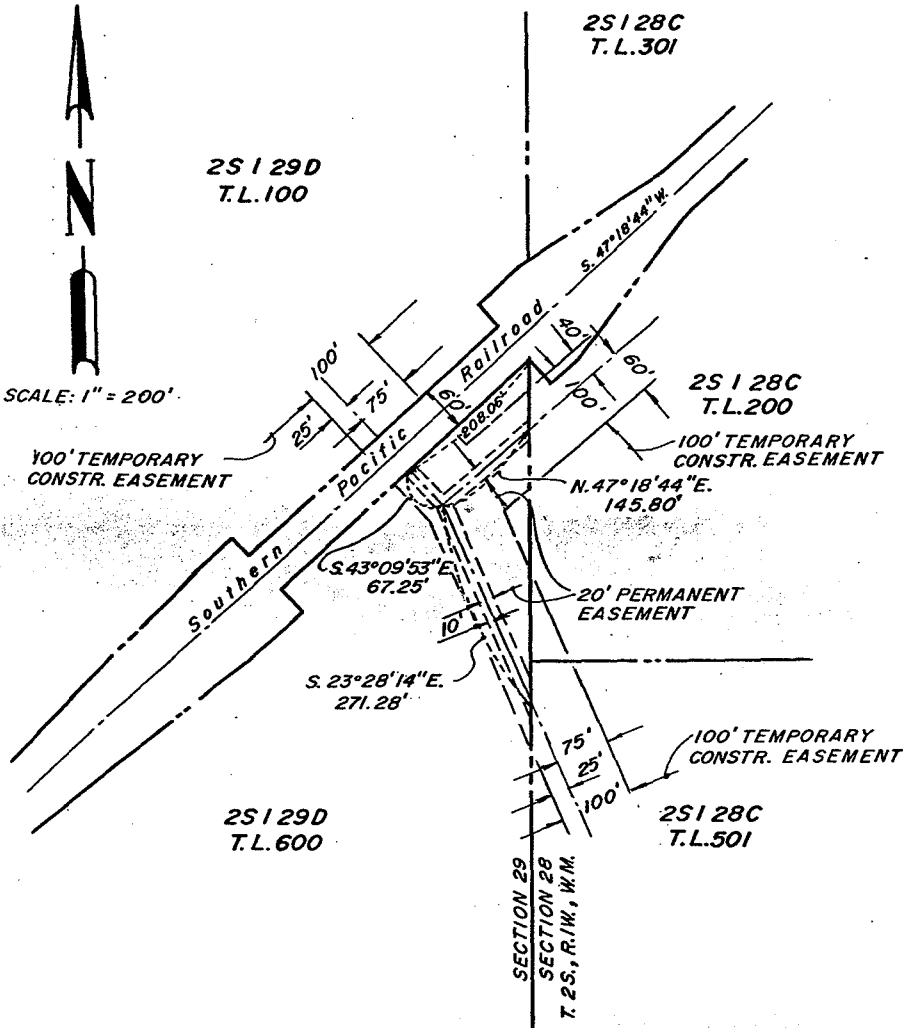 2S 1 28C
T.L.301
N
2S 1 29D
T.L.100
SCALE: 1" = 200'
S. 47°18'44" W.
Southern Pacific Railroad
100'
75'
25'
60'
100' TEMPORARY
CONSTR. EASEMENT
208.06'
40'
100'
60'
2S 1 28C
T.L.200
100' TEMPORARY
CONSTR. EASEMENT
N.47°18'44"E.
145.80'
S.43°09'53"E.
67.25'
20' PERMANENT
EASEMENT
10'
S. 23°28'14"E.
271.28'
75'
25'
100'
100' TEMPORARY
CONSTR. EASEMENT
2S 1 29D
T.L.600
2S 1 28C
T.L.501
SECTION 29
SECTION 28
T. 2S., R.1W., W.M.